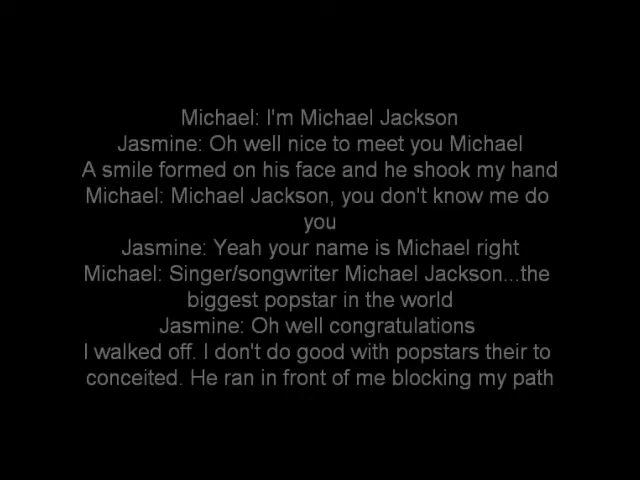 Michael: I'm Michael Jackson
Jasmine: Oh well nice to meet you Michael
A smile formed on his face and he shook my hand
Michael: Michael Jackson, you don't know me do
you
Jasmine: Yeah your name is Michael right
Michael: Singer/songwriter Michael Jackson...the
biggest popstar in the world
Jasmine: Oh well congratulations
I walked off. I don't do good with popstars their to
conceited. He ran in front of me blocking my path